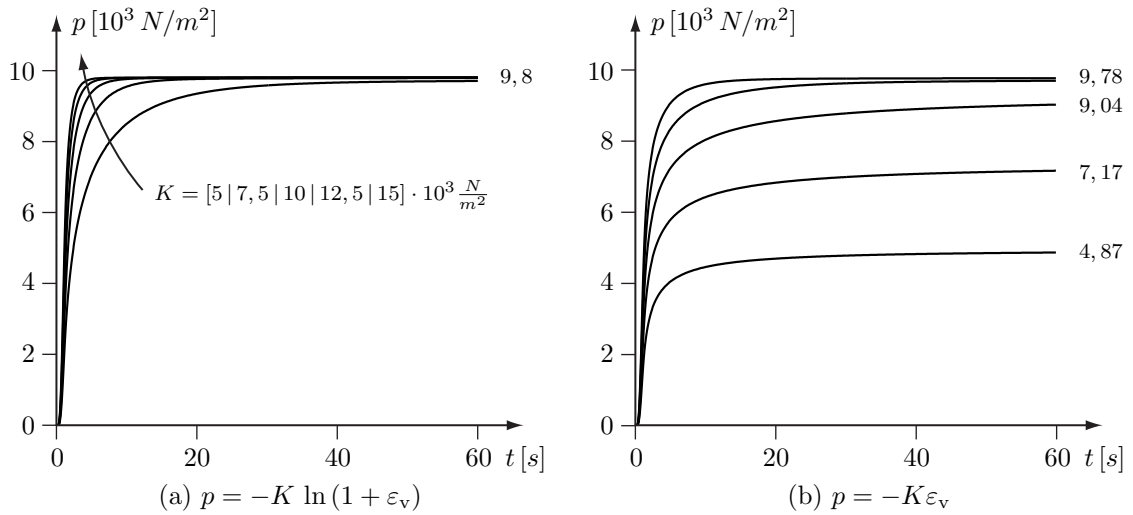 p [10³ N/m²]
10
8
6
4
2
0
9, 8
K = [5 | 7, 5 | 10 | 12, 5 | 15] · 10³ N/m²
0 20 40 60 t [s]
(a) p = −K ln (1 + εv)
p [10³ N/m²]
10
8
6
4
2
0
9, 78
9, 04
7, 17
4, 87
0 20 40 60 t [s]
(b) p = −Kεv